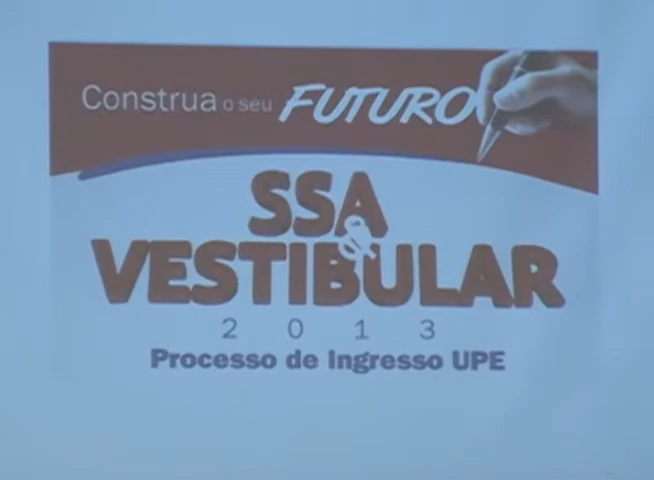 Construa o seu FUTURO
SSA
&
VESTIBULAR
2013
Processo de Ingresso UPE